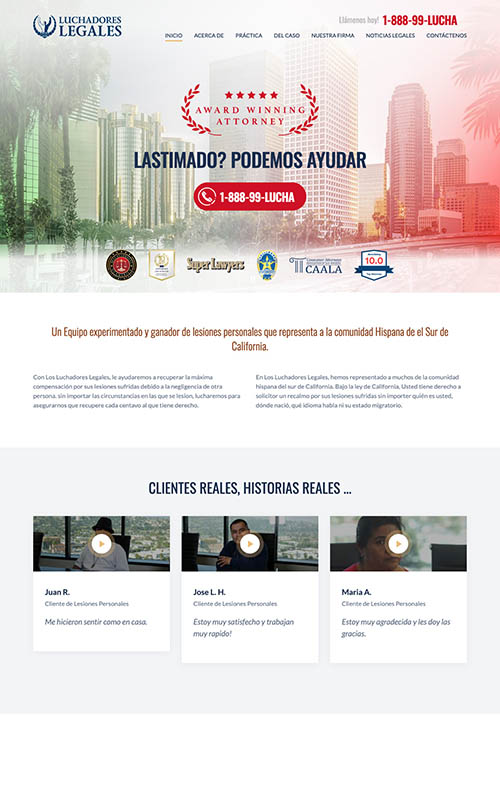 LUCHADORES
LEGALES
Llámenos hoy! 1-888-99-LUCHA
INICIO ACERCA DE PRÁCTICA DEL CASO NUESTRA FIRMA NOTICIAS LEGALES CONTÁCTENOS
AWARD WINNING
ATTORNEY
LASTIMADO? PODEMOS AYUDAR
1-888-99-LUCHA
Super Lawyers
CAALA
10.0
Un Equipo experimentado y ganador de lesiones personales que representa a la comunidad Hispana de el Sur de
California.
Con Los Luchadores Legales, le ayudaremos a recuperar la máxima
compensación por sus lesiones sufridas debido a la negligencia de otra
persona. sin importar las circunstancias en las que se lesion, lucharemos para
asegurarnos que recupere cada centavo al que tiene derecho.
En Los Luchadores Legales, hemos representado a muchos de la comunidad
hispana del sur de California. Bajo la ley de California, Usted tiene derecho a
solicitor un recalmo por sus lesiones sufridas sin importer quién es usted,
dónde nació, qué idioma habla ni su estado migratorio.
CLIENTES REALES, HISTORIAS REALES ...
Juan R.
Cliente de Lesiones Personales
Me hicieron sentir como en casa.
Jose L. H.
Cliente de Lesiones Personales
Estoy muy satisfecho y trabajan
muy rapido!
Maria A.
Cliente de Lesiones Personales
Estoy muy agradecida y les doy las
gracias.